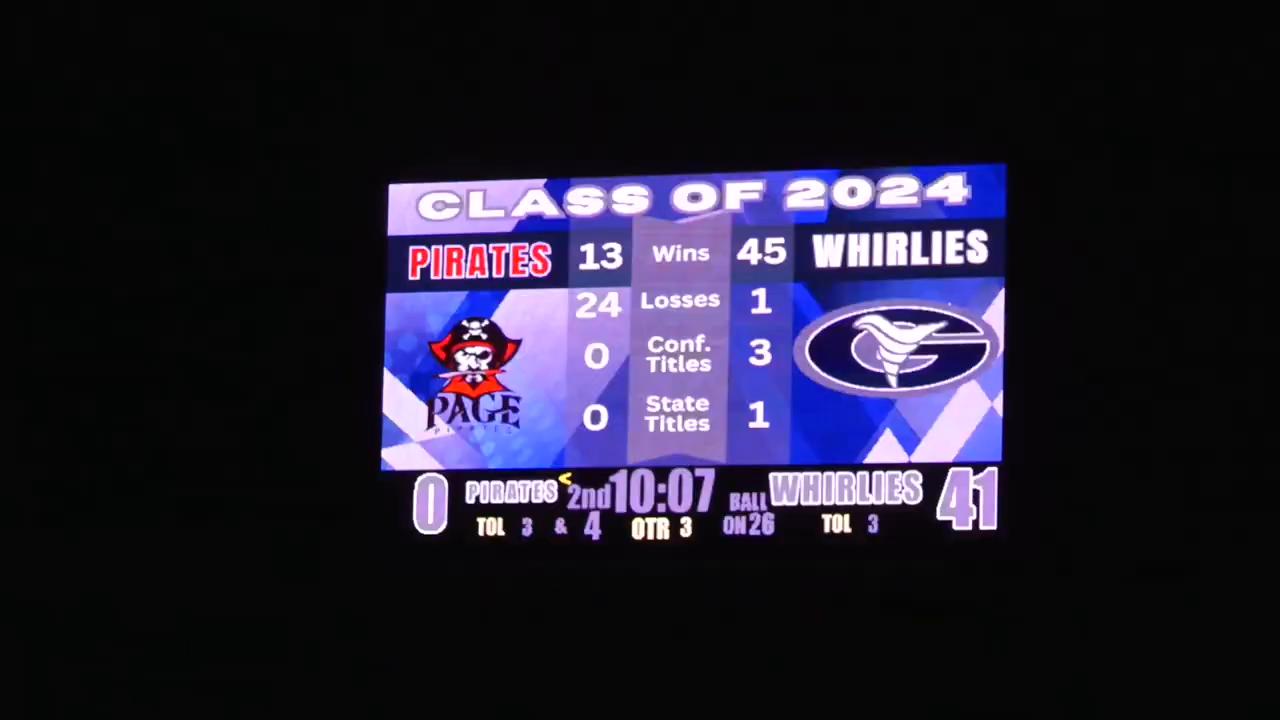 CLASS OF 2024
PIRATES 13 Wins 45 WHIRLIES
24 Losses 1
0 Conf. Titles 3
0 State Titles 1
PAGE
PIRATES
G
0 PIRATES < 2nd 10:07 BALL ON 26 WHIRLIES 41
TOL 3 & 4 QTR 3 TOL 3